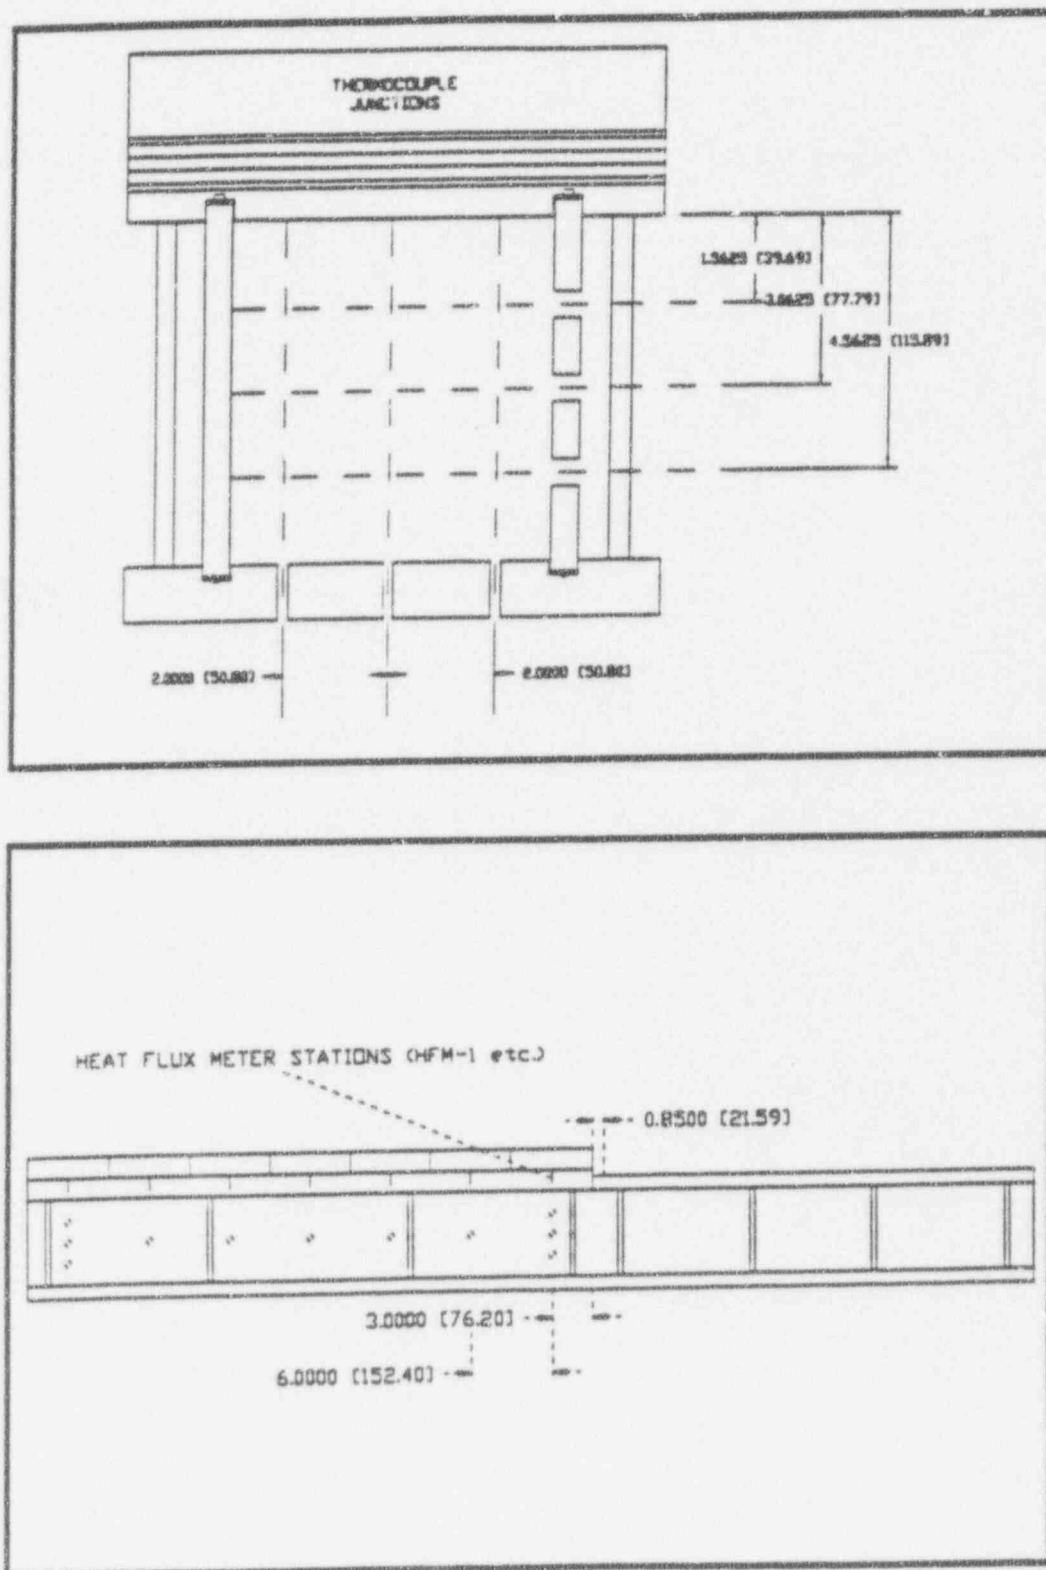 THERMOCOUPLE
JUNCTIONS
1.5625 [39.69]
3.0625 [77.79]
4.5625 [115.89]
2.0000 [50.80]
2.0000 [50.80]
HEAT FLUX METER STATIONS (HFM-1 etc.)
0.8500 [21.59]
3.0000 [76.20]
6.0000 [152.40]